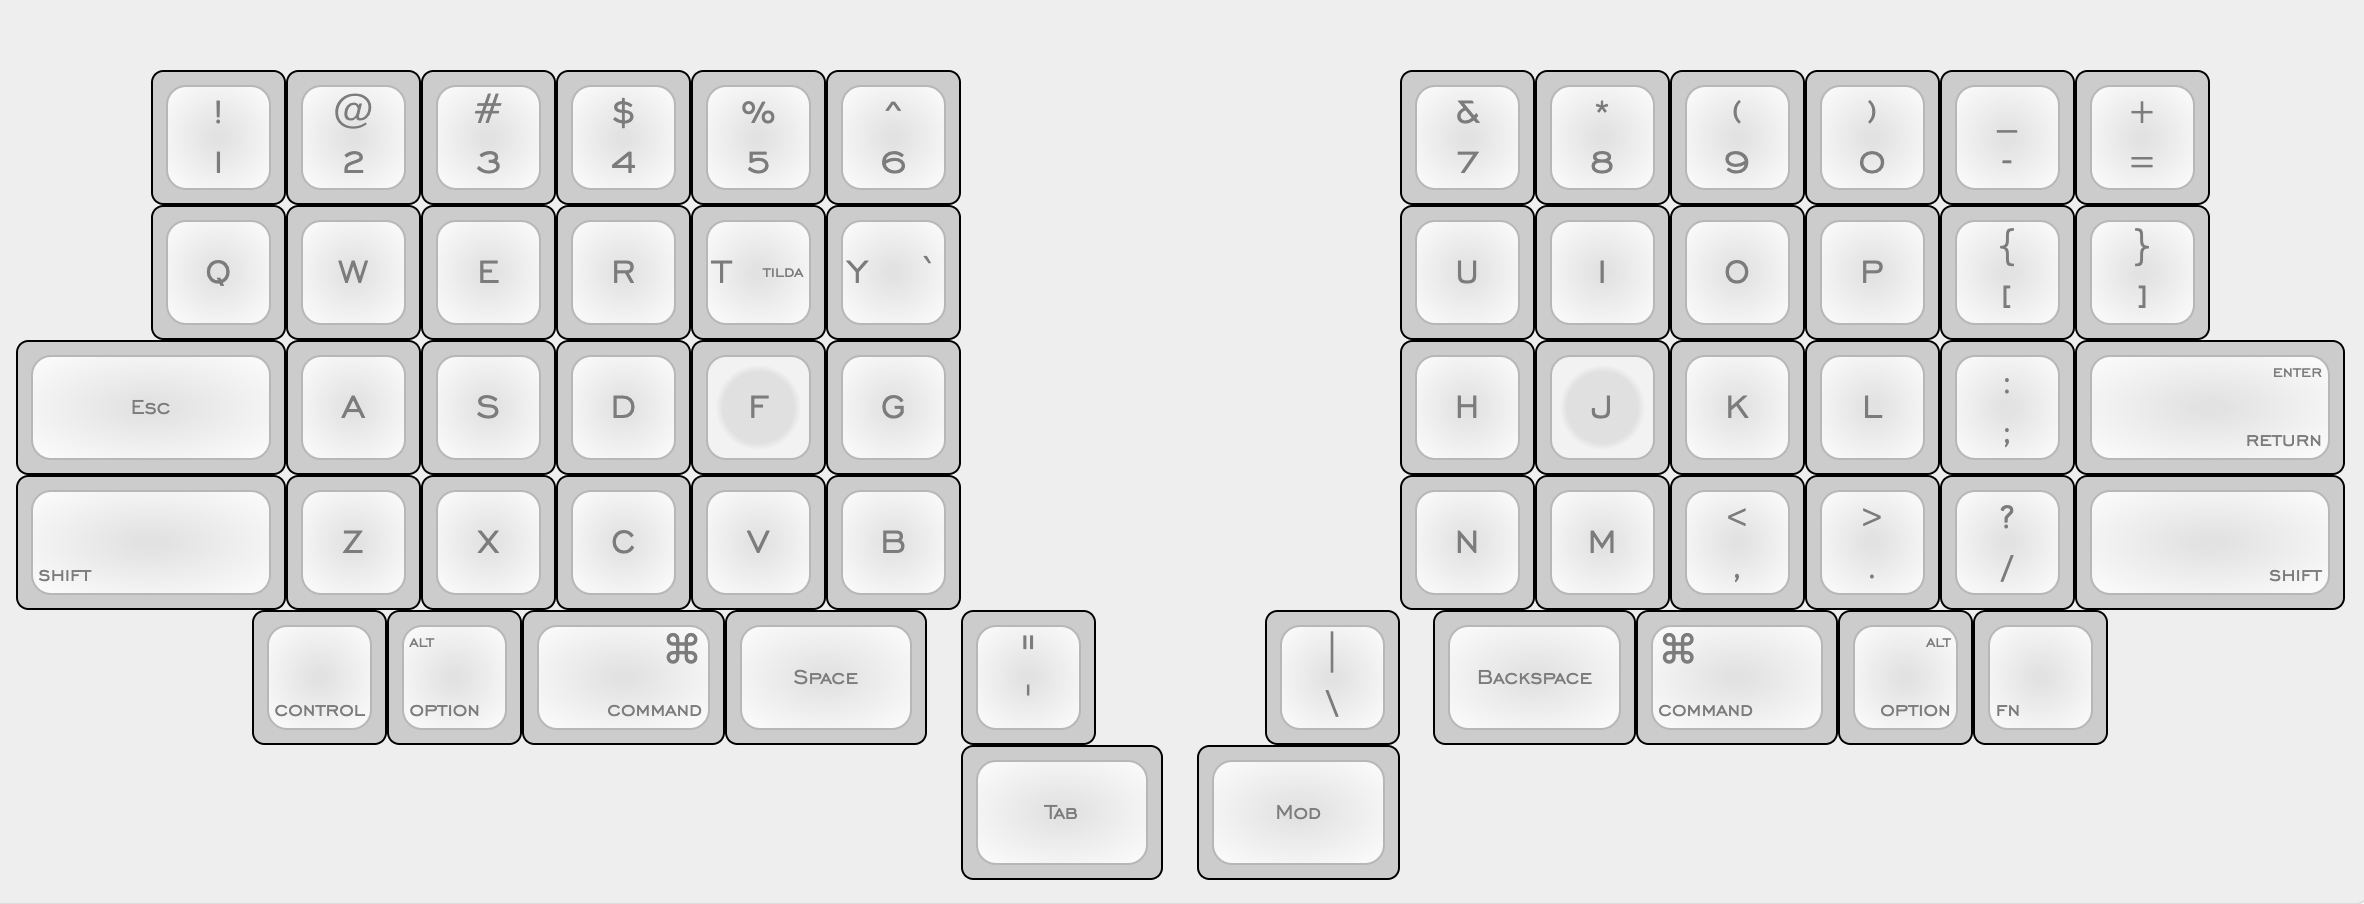 ! @ # $ % ^ & * ( ) _ +
1 2 3 4 5 6 7 8 9 0 - =
Q W E R T TILDA Y ` U I O P { }
[ ]
Esc A S D F G H J K L : ENTER
; RETURN
Z X C V B N M < > ?
SHIFT , . / SHIFT
ALT ⌘ " | ⌘ ALT
Space Backspace
CONTROL OPTION COMMAND ' \ COMMAND OPTION FN
Tab Mod